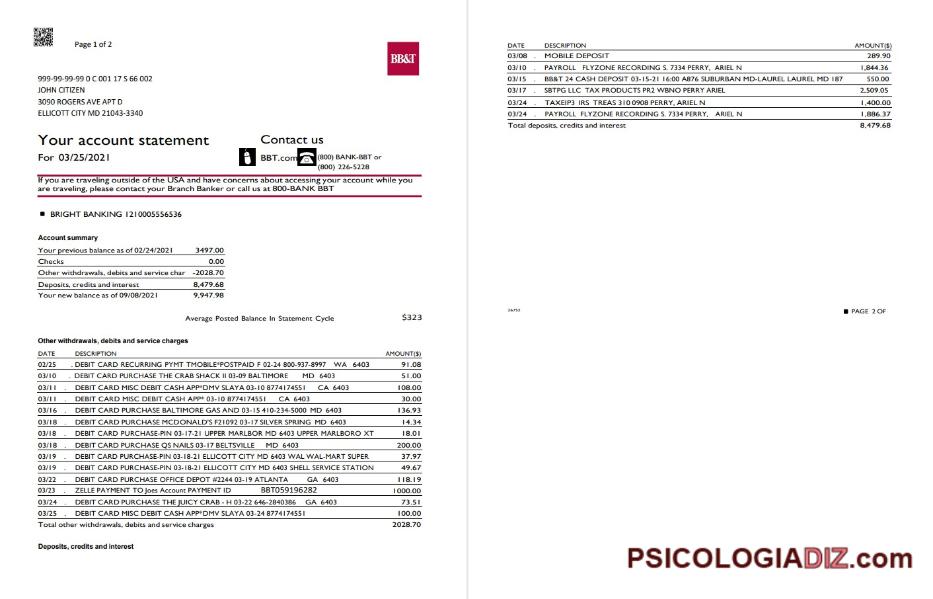 Page 1 of 2
BB&T
999-99-99-99 0 C 001 17 S 66 002
JOHN CITIZEN
3090 ROGERS AVE APT D
ELLICOTT CITY MD 21043-3340
Your account statement
For 03/25/2021
Contact us
BBT.com
(800) BANK-BBT or
(800) 226-5228
If you are traveling outside of the USA and have concerns about accessing your account while you
are traveling, please contact your Branch Banker or call us at 800-BANK BBT
■ BRIGHT BANKING 1210005556536
Account summary
Your previous balance as of 02/24/2021 3497.00
Checks 0.00
Other withdrawals, debits and service char -2028.70
Deposits, credits and interest 8,479.68
Your new balance as of 09/08/2021 9,947.98
Average Posted Balance In Statement Cycle $323
Other withdrawals, debits and service charges
DATE DESCRIPTION AMOUNT($)
02/25 . DEBIT CARD RECURRING PYMT TMOBILE*POSTPAID F 02-24 800-937-8997 WA 6403 91.08
03/10 . DEBIT CARD PURCHASE THE CRAB SHACK II 03-09 BALTIMORE MD 6403 51.00
03/11 . DEBIT CARD MISC DEBIT CASH APP*DMV SLAYA 03-10 8774174551 CA 6403 108.00
03/11 . DEBIT CARD MISC DEBIT CASH APP* 03-10 8774174551 CA 6403 30.00
03/16 . DEBIT CARD PURCHASE BALTIMORE GAS AND 03-15 410-234-5000 MD 6403 136.93
03/18 . DEBIT CARD PURCHASE MCDONALD'S F21092 03-17 SILVER SPRING MD 6403 14.34
03/18 . DEBIT CARD PURCHASE-PIN 03-17-21 UPPER MARLBOR MD 6403 UPPER MARLBORO XT 18.01
03/18 . DEBIT CARD PURCHASE QS NAILS 03-17 BELTSVILLE MD 6403 200.00
03/19 . DEBIT CARD PURCHASE-PIN 03-18-21 ELLICOTT CITY MD 6403 WAL WAL-MART SUPER 37.97
03/19 . DEBIT CARD PURCHASE-PIN 03-18-21 ELLICOTT CITY MD 6403 SHELL SERVICE STATION 49.67
03/22 . DEBIT CARD PURCHASE OFFICE DEPOT #2244 03-19 ATLANTA GA 6403 118.19
03/23 . ZELLE PAYMENT TO Joes Account PAYMENT ID BBT059196282 1000.00
03/24 . DEBIT CARD PURCHASE THE JUICY CRAB - H 03-22 646-2840386 GA 6403 73.51
03/25 . DEBIT CARD MISC DEBIT CASH APP*DMV SLAYA 03-24 8774174551 100.00
Total other withdrawals, debits and service charges 2028.70
Deposits, credits and interest
DATE DESCRIPTION AMOUNT($)
03/08 . MOBILE DEPOSIT 289.90
03/10 . PAYROLL FLYZONE RECORDING S. 7334 PERRY, ARIEL N 1,844.36
03/15 . BB&T 24 CASH DEPOSIT 03-15-21 16:00 A876 SUBURBAN MD-LAUREL LAUREL MD 187 550.00
03/17 . SBTPG LLC TAX PRODUCTS PR2 WBNO PERRY ARIEL 2,509.05
03/24 . TAXEIP3 IRS TREAS 310 0908 PERRY, ARIEL N 1,400.00
03/24 . PAYROLL FLYZONE RECORDING S. 7334 PERRY, ARIEL N 1,886.37
Total deposits, credits and interest 8,479.68
■ PAGE 2 OF
PSICOLOGIADIZ.com